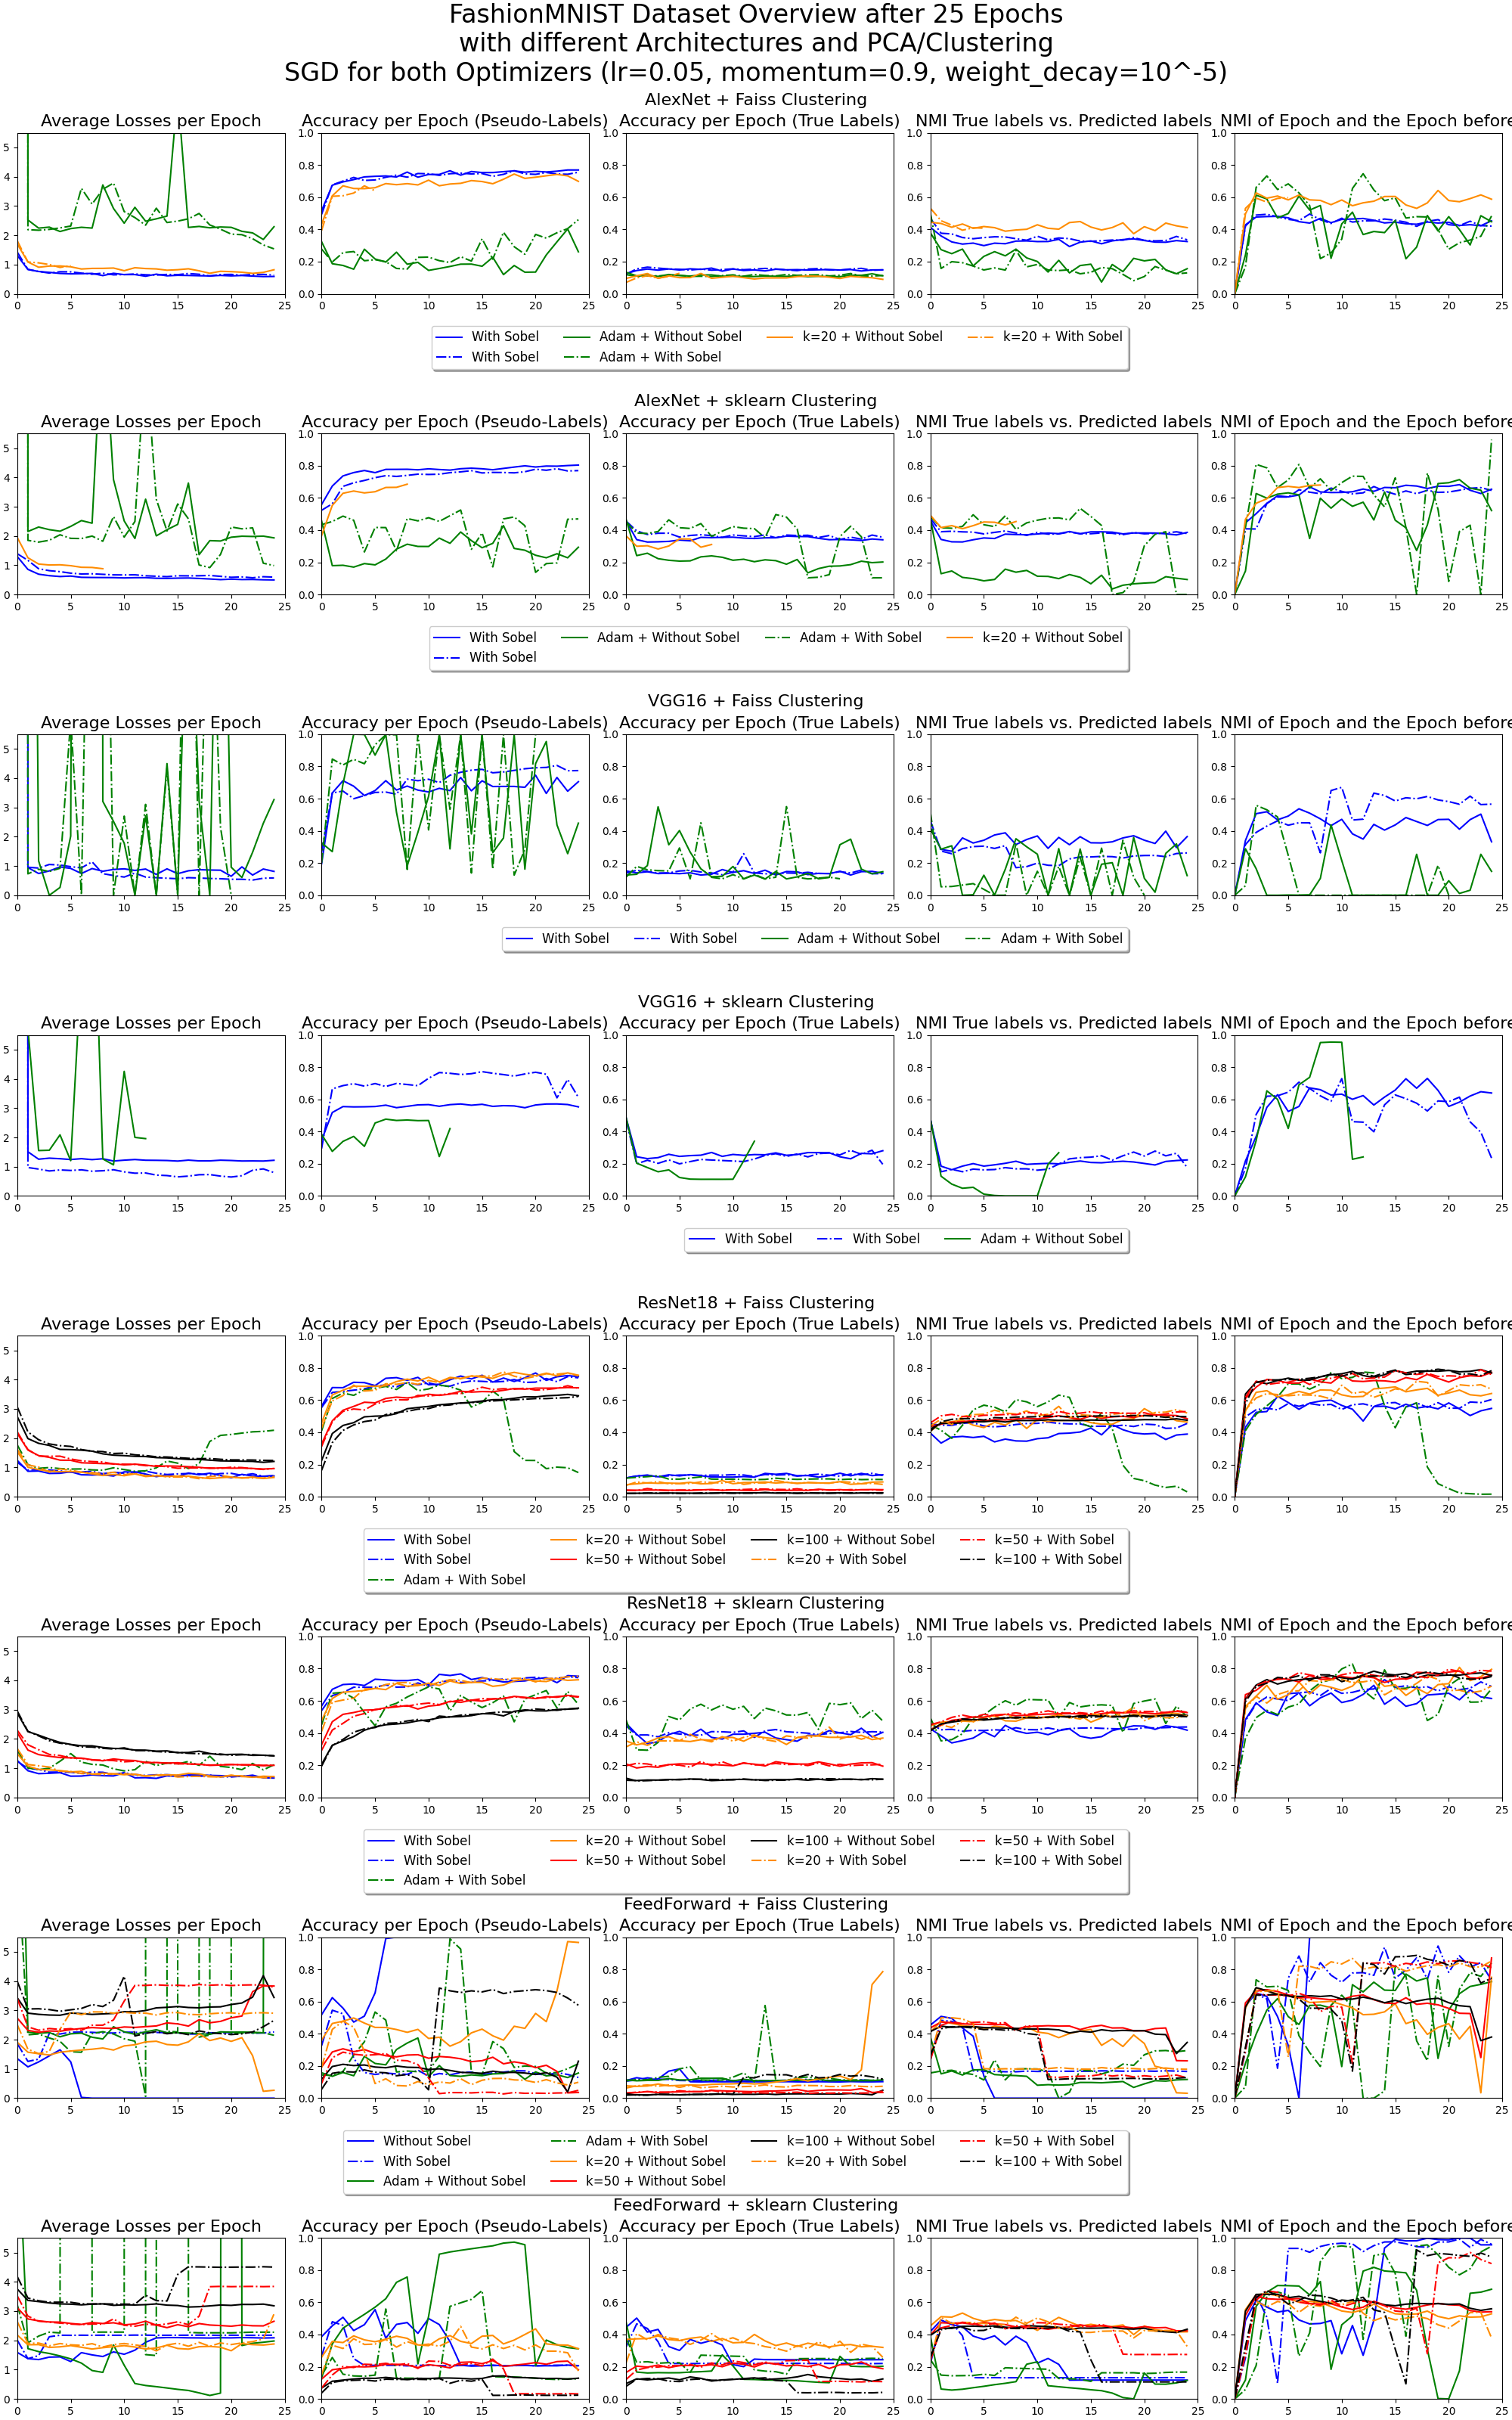 FashionMNIST Dataset Overview after 25 Epochs
with different Architectures and PCA/Clustering
SGD for both Optimizers (lr=0.05, momentum=0.9, weight_decay=10^-5)
AlexNet + Faiss Clustering
Average Losses per Epoch
Accuracy per Epoch (Pseudo-Labels)
Accuracy per Epoch (True Labels)
NMI True labels vs. Predicted labels
NMI of Epoch and the Epoch before
With Sobel
With Sobel
Adam + Without Sobel
Adam + With Sobel
k=20 + Without Sobel
k=20 + With Sobel
AlexNet + sklearn Clustering
Average Losses per Epoch
Accuracy per Epoch (Pseudo-Labels)
Accuracy per Epoch (True Labels)
NMI True labels vs. Predicted labels
NMI of Epoch and the Epoch before
With Sobel
With Sobel
Adam + Without Sobel
Adam + With Sobel
k=20 + Without Sobel
VGG16 + Faiss Clustering
Average Losses per Epoch
Accuracy per Epoch (Pseudo-Labels)
Accuracy per Epoch (True Labels)
NMI True labels vs. Predicted labels
NMI of Epoch and the Epoch before
With Sobel
With Sobel
Adam + Without Sobel
Adam + With Sobel
VGG16 + sklearn Clustering
Average Losses per Epoch
Accuracy per Epoch (Pseudo-Labels)
Accuracy per Epoch (True Labels)
NMI True labels vs. Predicted labels
NMI of Epoch and the Epoch before
With Sobel
With Sobel
Adam + Without Sobel
ResNet18 + Faiss Clustering
Average Losses per Epoch
Accuracy per Epoch (Pseudo-Labels)
Accuracy per Epoch (True Labels)
NMI True labels vs. Predicted labels
NMI of Epoch and the Epoch before
With Sobel
With Sobel
Adam + With Sobel
k=20 + Without Sobel
k=50 + Without Sobel
k=100 + Without Sobel
k=20 + With Sobel
k=50 + With Sobel
k=100 + With Sobel
ResNet18 + sklearn Clustering
Average Losses per Epoch
Accuracy per Epoch (Pseudo-Labels)
Accuracy per Epoch (True Labels)
NMI True labels vs. Predicted labels
NMI of Epoch and the Epoch before
With Sobel
With Sobel
Adam + With Sobel
k=20 + Without Sobel
k=50 + Without Sobel
k=100 + Without Sobel
k=20 + With Sobel
k=50 + With Sobel
k=100 + With Sobel
FeedForward + Faiss Clustering
Average Losses per Epoch
Accuracy per Epoch (Pseudo-Labels)
Accuracy per Epoch (True Labels)
NMI True labels vs. Predicted labels
NMI of Epoch and the Epoch before
Without Sobel
With Sobel
Adam + Without Sobel
Adam + With Sobel
k=20 + Without Sobel
k=50 + Without Sobel
k=100 + Without Sobel
k=20 + With Sobel
k=50 + With Sobel
k=100 + With Sobel
FeedForward + sklearn Clustering
Average Losses per Epoch
Accuracy per Epoch (Pseudo-Labels)
Accuracy per Epoch (True Labels)
NMI True labels vs. Predicted labels
NMI of Epoch and the Epoch before